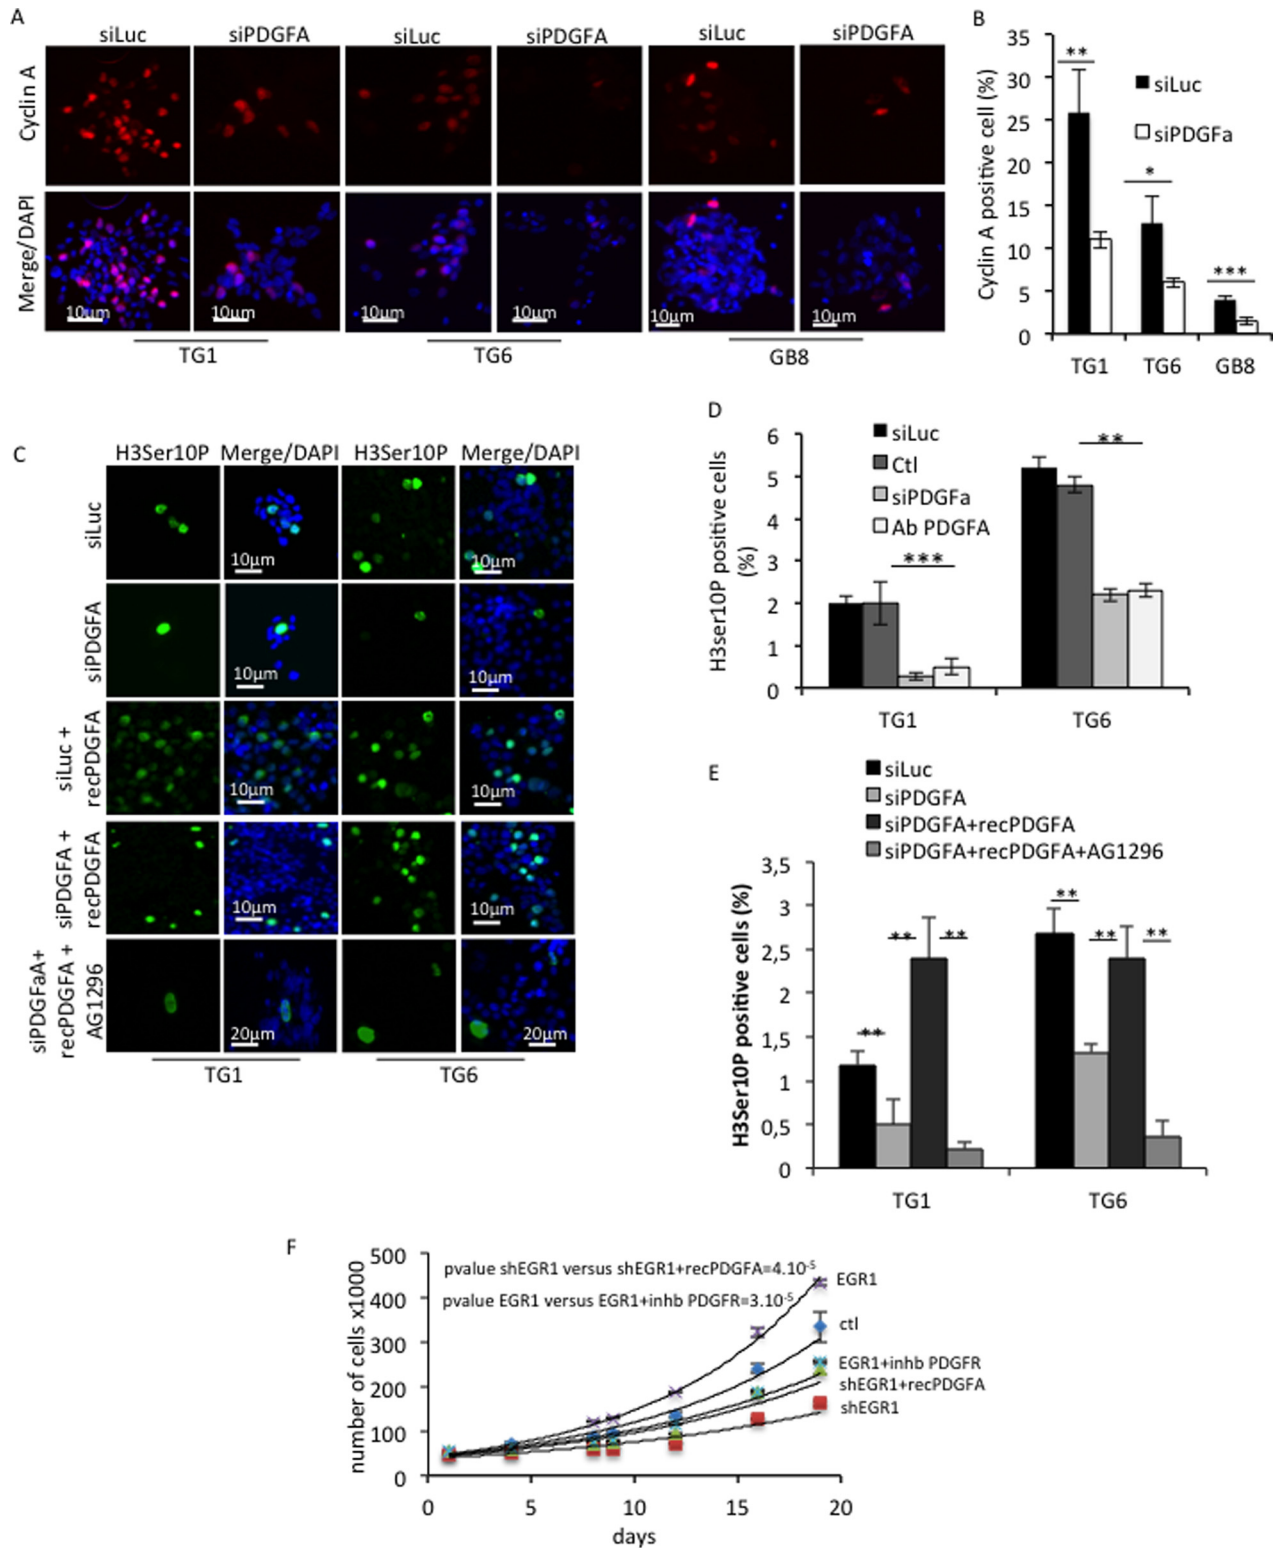 A
siLuc siPDGFA siLuc siPDGFA siLuc siPDGFA
Cyclin A
Merge/DAPI
10µm 10µm 10µm 10µm 10µm 10µm
TG1 TG6 GB8
B
Cyclin A positive cell (%)
35
30
25
20
15
10
5
0
** * ***
siLuc
siPDGFa
TG1 TG6 GB8
C
H3Ser10P Merge/DAPI H3Ser10P Merge/DAPI
siLuc
10µm 10µm
siPDGFA
10µm 10µm
siLuc +
recPDGFA
10µm 10µm
siPDGFA +
recPDGFA
10µm 10µm
siPDGFaA+
recPDGFA +
AG1296
20µm 20µm
TG1 TG6
D
H3ser10P positive cells
(%)
6
5
4
3
2
1
0
siLuc
Ctl
siPDGFa
Ab PDGFA
*** **
TG1 TG6
E
siLuc
siPDGFA
siPDGFA+recPDGFA
siPDGFA+recPDGFA+AG1296
H3Ser10P positive cells (%)
3,5
3
2,5
2
1,5
1
0,5
0
** ** ** ** ** **
TG1 TG6
F
number of cells x1000
500
400
300
200
100
0
pvalue shEGR1 versus shEGR1+recPDGFA=4.10-5
pvalue EGR1 versus EGR1+inhb PDGFR=3.10-5
EGR1
ctl
EGR1+inhb PDGFR
shEGR1+recPDGFA
shEGR1
0 5 10 15 20
days